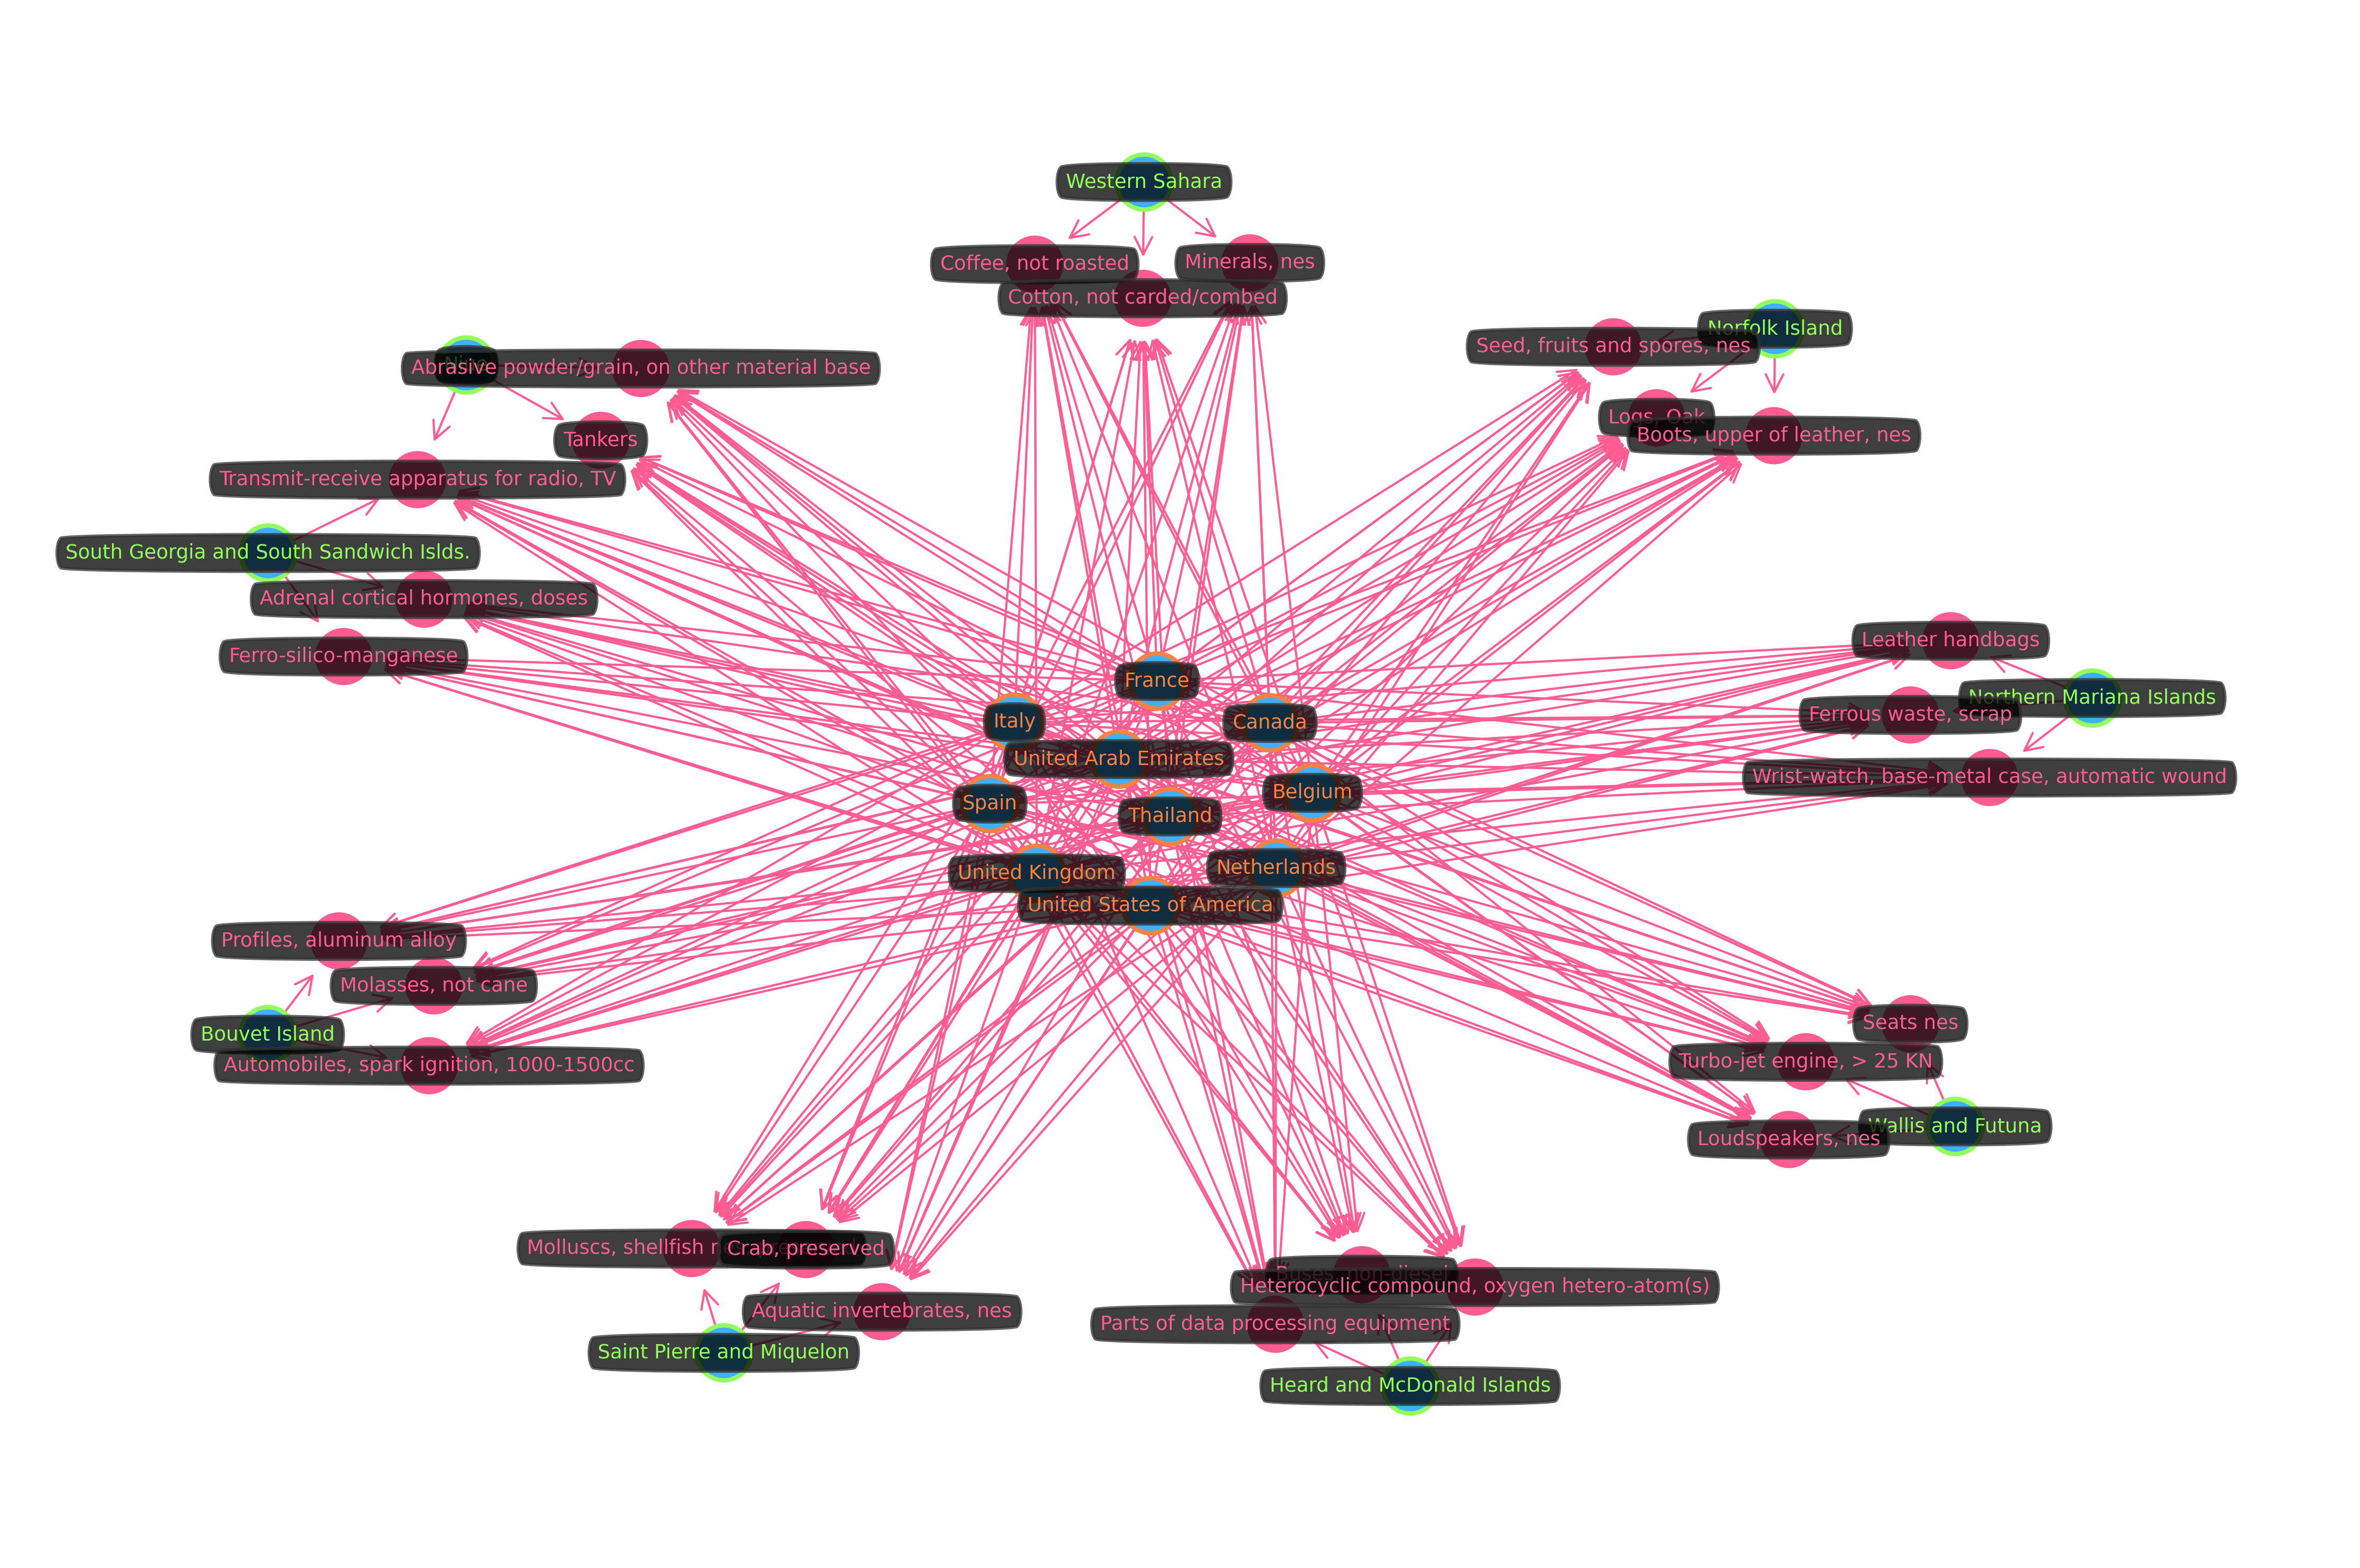 Western Sahara
Coffee, not roasted
Minerals, nes
Cotton, not carded/combed
Norfolk Island
Seed, fruits and spores, nes
Abrasive powder/grain, on other material base
Logs, Oak
Boots, upper of leather, nes
Tankers
Transmit-receive apparatus for radio, TV
South Georgia and South Sandwich Islds.
Adrenal cortical hormones, doses
Leather handbags
Ferro-silico-manganese
France
Northern Mariana Islands
Ferrous waste, scrap
Italy
Canada
United Arab Emirates
Wrist-watch, base-metal case, automatic wound
Belgium
Spain
Thailand
Netherlands
United Kingdom
United States of America
Profiles, aluminum alloy
Molasses, not cane
Seats nes
Bouvet Island
Turbo-jet engine, > 25 KN
Automobiles, spark ignition, 1000-1500cc
Wallis and Futuna
Loudspeakers, nes
Molluscs, shellfish
Crab, preserved
Buses, non-diesel
Heterocyclic compound, oxygen hetero-atom(s)
Aquatic invertebrates, nes
Parts of data processing equipment
Saint Pierre and Miquelon
Heard and McDonald Islands